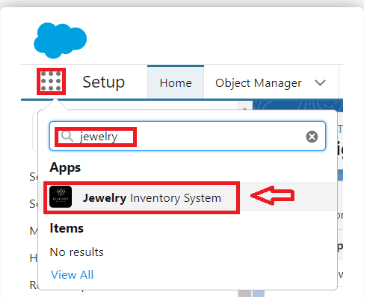 Setup
Home
Object Manager
jewelry
Apps
Jewelry Inventory System
Items
No results
View All